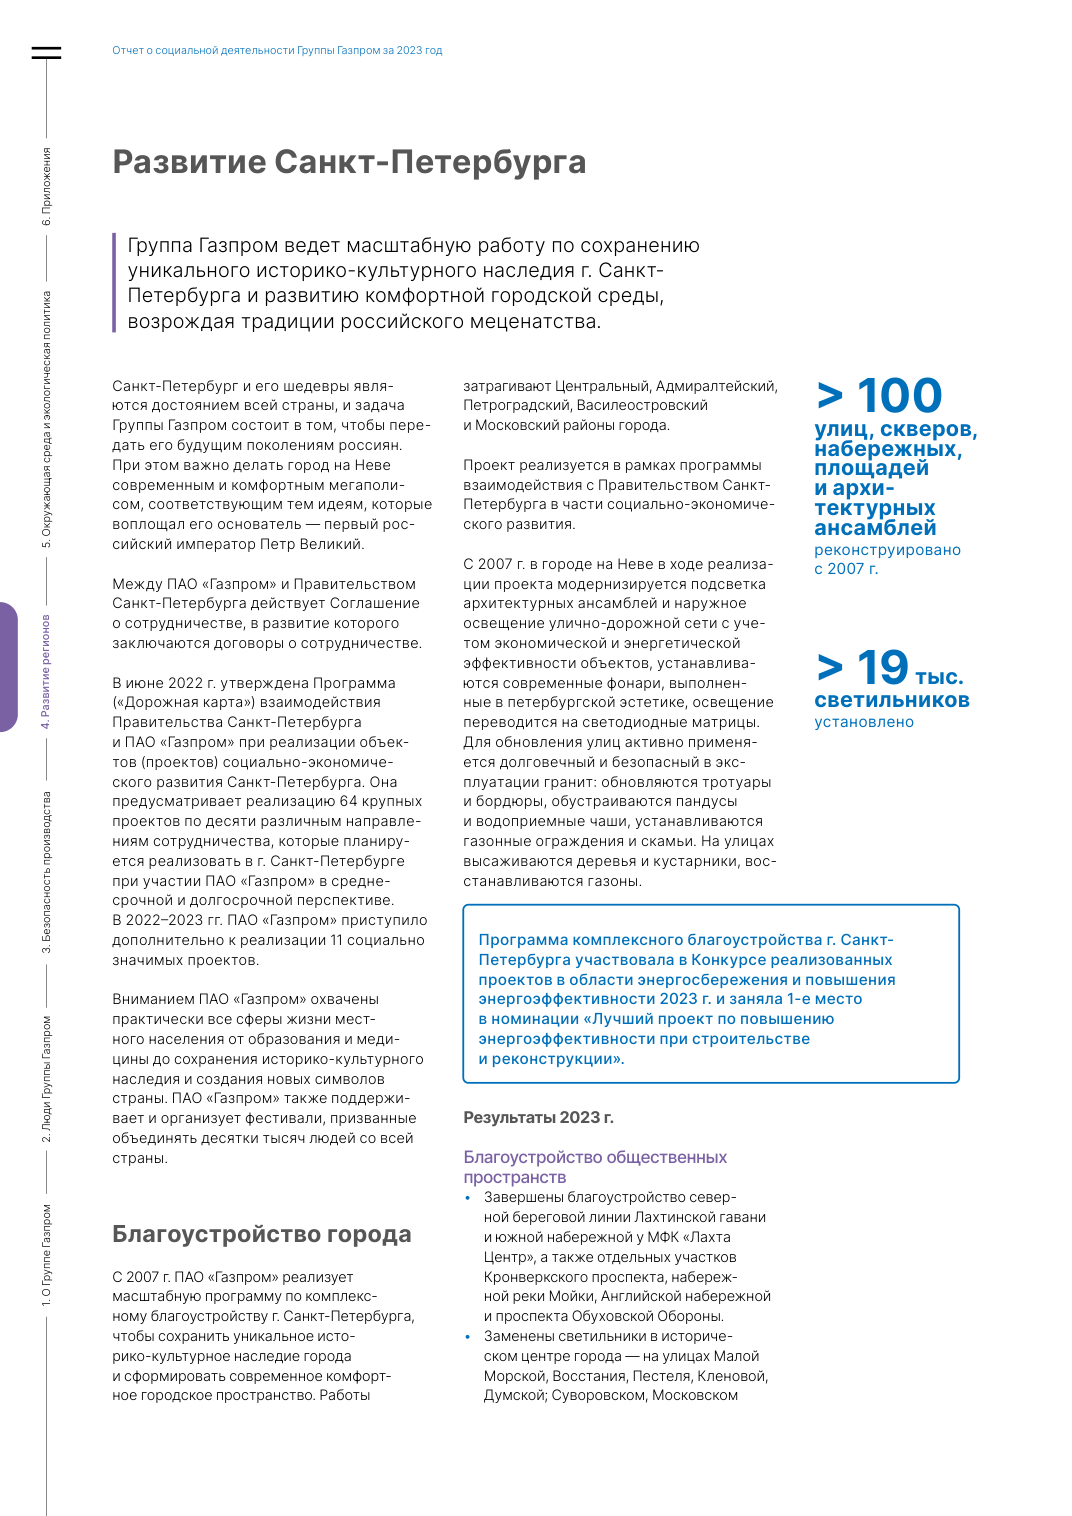 Отчет о социальной деятельности Группы Газпром за 2023 год
6. Приложения
5. Окружающая среда и экологическая политика
4. Развитие регионов
3. Безопасность производства
2. Люди Группы Газпром
1. О Группе Газпром
Развитие Санкт-Петербурга
Группа Газпром ведет масштабную работу по сохранению
уникального историко-культурного наследия г. Санкт-
Петербурга и развитию комфортной городской среды,
возрождая традиции российского меценатства.
Санкт-Петербург и его шедевры явля-
ются достоянием всей страны, и задача
Группы Газпром состоит в том, чтобы пере-
дать его будущим поколениям россиян.
При этом важно делать город на Неве
современным и комфортным мегаполи-
сом, соответствующим тем идеям, которые
воплощал его основатель — первый рос-
сийский император Петр Великий.
Между ПАО «Газпром» и Правительством
Санкт-Петербурга действует Соглашение
о сотрудничестве, в развитие которого
заключаются договоры о сотрудничестве.
В июне 2022 г. утверждена Программа
(«Дорожная карта») взаимодействия
Правительства Санкт-Петербурга
и ПАО «Газпром» при реализации объек-
тов (проектов) социально-экономиче-
ского развития Санкт-Петербурга. Она
предусматривает реализацию 64 крупных
проектов по десяти различным направле-
ниям сотрудничества, которые планиру-
ется реализовать в г. Санкт-Петербурге
при участии ПАО «Газпром» в средне-
срочной и долгосрочной перспективе.
В 2022–2023 гг. ПАО «Газпром» приступило
дополнительно к реализации 11 социально
значимых проектов.
Вниманием ПАО «Газпром» охвачены
практически все сферы жизни мест-
ного населения от образования и меди-
цины до сохранения историко-культурного
наследия и создания новых символов
страны. ПАО «Газпром» также поддержи-
вает и организует фестивали, призванные
объединять десятки тысяч людей со всей
страны.
Благоустройство города
С 2007 г. ПАО «Газпром» реализует
масштабную программу по комплекс-
ному благоустройству г. Санкт-Петербурга,
чтобы сохранить уникальное исто-
рико-культурное наследие города
и сформировать современное комфорт-
ное городское пространство. Работы
затрагивают Центральный, Адмиралтейский,
Петроградский, Василеостровский
и Московский районы города.
Проект реализуется в рамках программы
взаимодействия с Правительством Санкт-
Петербурга в части социально-экономиче-
ского развития.
С 2007 г. в городе на Неве в ходе реализа-
ции проекта модернизируется подсветка
архитектурных ансамблей и наружное
освещение улично-дорожной сети с уче-
том экономической и энергетической
эффективности объектов, устанавлива-
ются современные фонари, выполнен-
ные в петербургской эстетике, освещение
переводится на светодиодные матрицы.
Для обновления улиц активно применя-
ется долговечный и безопасный в экс-
плуатации гранит: обновляются тротуары
и бордюры, обустраиваются пандусы
и водоприемные чаши, устанавливаются
газонные ограждения и скамьи. На улицах
высаживаются деревья и кустарники, вос-
станавливаются газоны.
Программа комплексного благоустройства г. Санкт-
Петербурга участвовала в Конкурсе реализованных
проектов в области энергосбережения и повышения
энергоэффективности 2023 г. и заняла 1-е место
в номинации «Лучший проект по повышению
энергоэффективности при строительстве
и реконструкции».
Результаты 2023 г.
Благоустройство общественных
пространств
• Завершены благоустройство север-
ной береговой линии Лахтинской гавани
и южной набережной у МФК «Лахта
Центр», а также отдельных участков
Кронверкского проспекта, набереж-
ной реки Мойки, Английской набережной
и проспекта Обуховской Обороны.
• Заменены светильники в историче-
ском центре города — на улицах Малой
Морской, Восстания, Пестеля, Кленовой,
Думской; Суворовском, Московском
> 100
улиц, скверов,
набережных,
площадей
и архи-
тектурных
ансамблей
реконструировано
с 2007 г.
> 19 тыс.
светильников
установлено